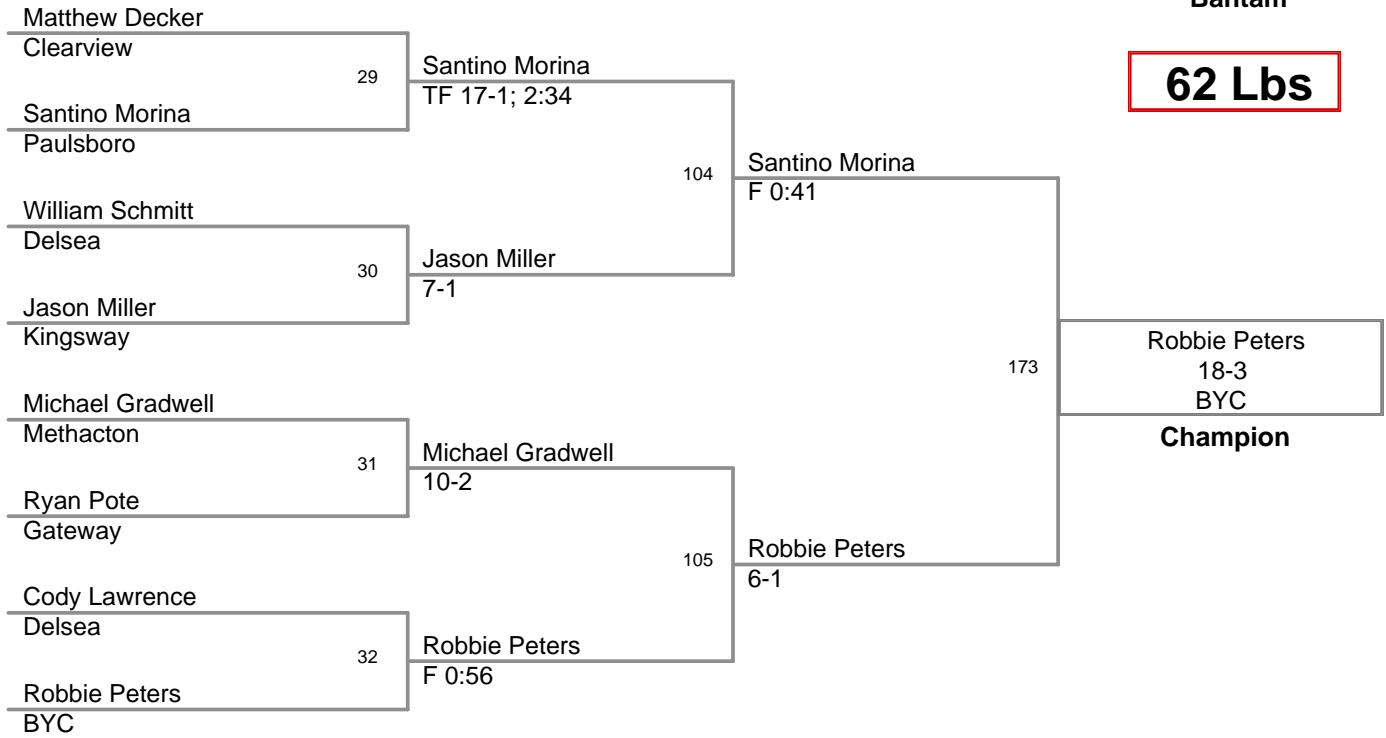 Bantam
62 Lbs
Matthew Decker
Clearview
29
Santino Morina
Paulsboro
Santino Morina
TF 17-1; 2:34
William Schmitt
Delsea
30
Jason Miller
Kingsway
Jason Miller
7-1
104
Santino Morina
F 0:41
Michael Gradwell
Methacton
31
Ryan Pote
Gateway
Michael Gradwell
10-2
Cody Lawrence
Delsea
32
Robbie Peters
BYC
Robbie Peters
F 0:56
105
Robbie Peters
6-1
173
Robbie Peters
18-3
BYC
Champion